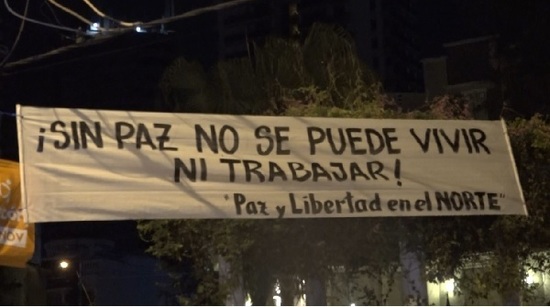 ¡SIN PAZ NO SE PUEDE VIVIR
NI TRABAJAR!
"Paz y Libertad en el NORTE"